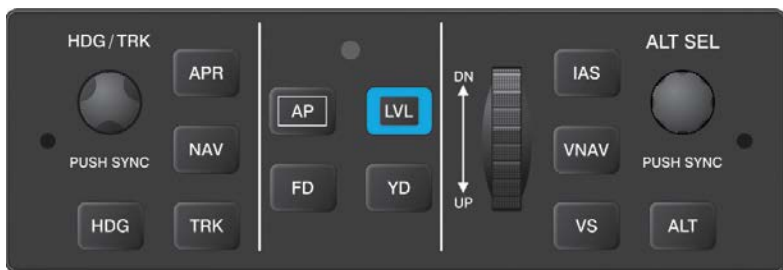 HDG / TRK
APR
PUSH SYNC
NAV
HDG
TRK
AP
LVL
FD
YD
DN
UP
IAS
ALT SEL
VNAV
PUSH SYNC
VS
ALT